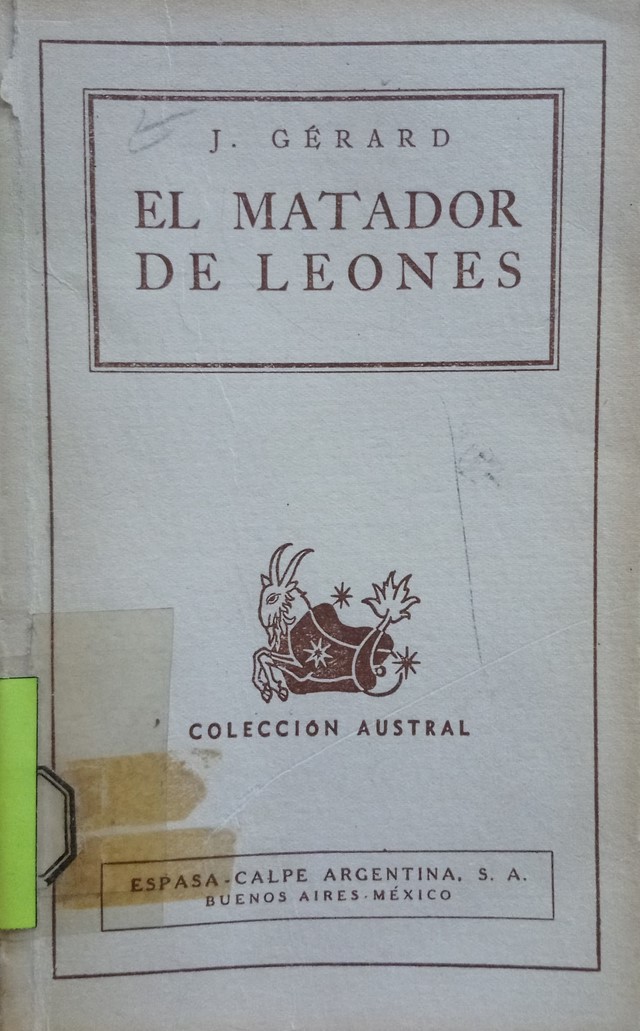 J. GÉRARD
EL MATADOR
DE LEONES
COLECCIÓN AUSTRAL
ESPASA-CALPE ARGENTINA, S. A.
BUENOS AIRES-MÉXICO